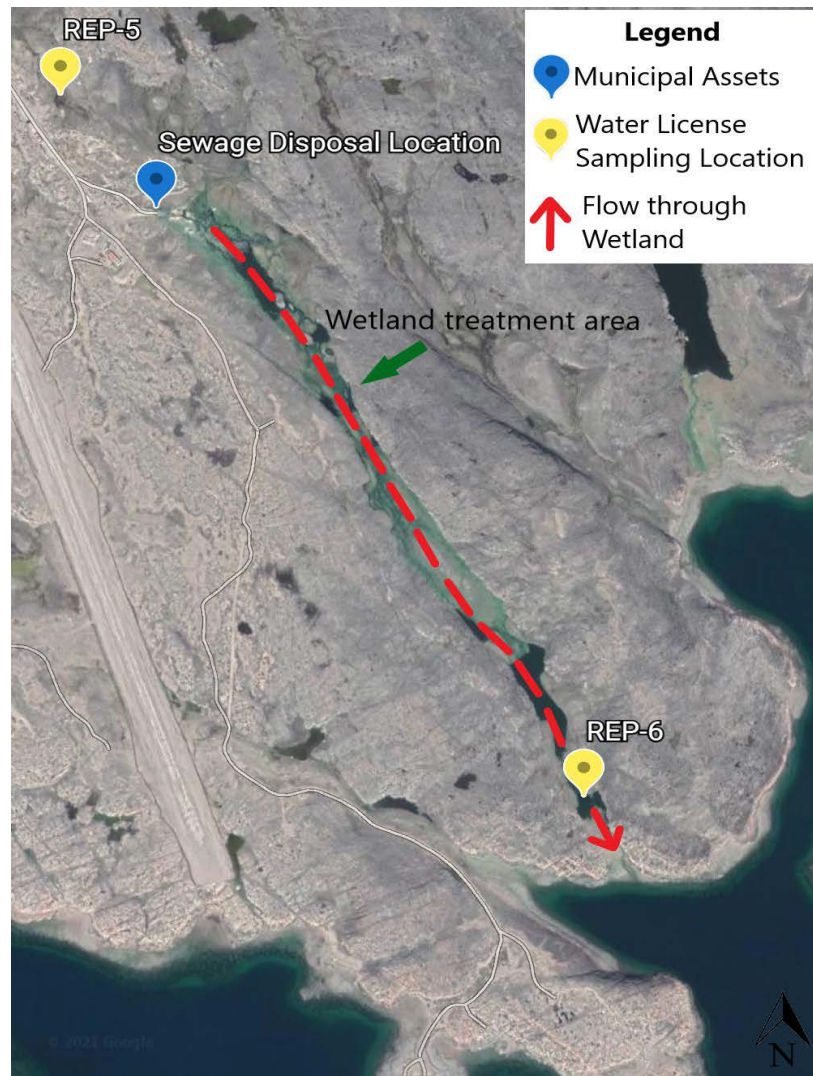 REP-5
Sewage Disposal Location
Wetland treatment area
REP-6
Legend
Municipal Assets
Water License
Sampling Location
Flow through
Wetland
© 2021 Google
N